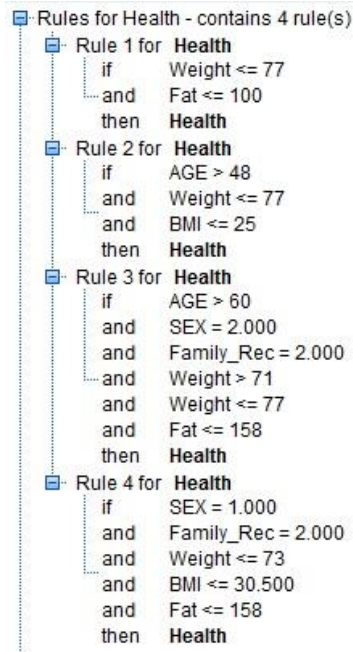 Rules for Health - contains 4 rule(s)
Rule 1 for Health
if Weight <= 77
and Fat <= 100
then Health
Rule 2 for Health
if AGE > 48
and Weight <= 77
and BMI <= 25
then Health
Rule 3 for Health
if AGE > 60
and SEX = 2.000
and Family_Rec = 2.000
and Weight > 71
and Weight <= 77
and Fat <= 158
then Health
Rule 4 for Health
if SEX = 1.000
and Family_Rec = 2.000
and Weight <= 73
and BMI <= 30.500
and Fat <= 158
then Health